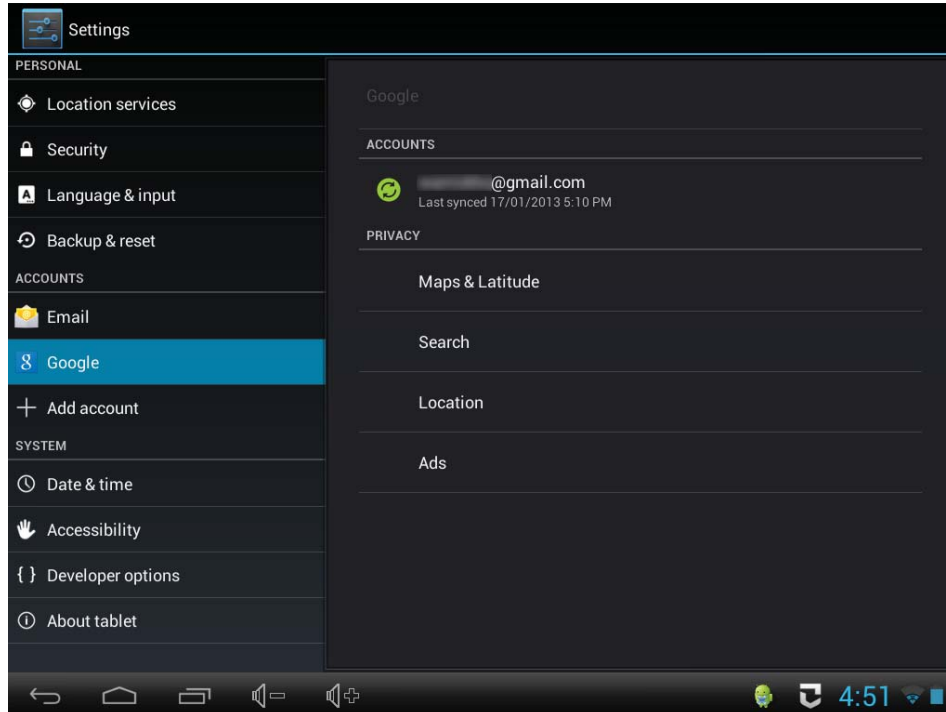 Settings
PERSONAL
Location services
Security
Language & input
Backup & reset
ACCOUNTS
Email
Google
Add account
SYSTEM
Date & time
Accessibility
Developer options
About tablet
Google
ACCOUNTS
@gmail.com
Last synced 17/01/2013 5:10 PM
PRIVACY
Maps & Latitude
Search
Location
Ads
4:51